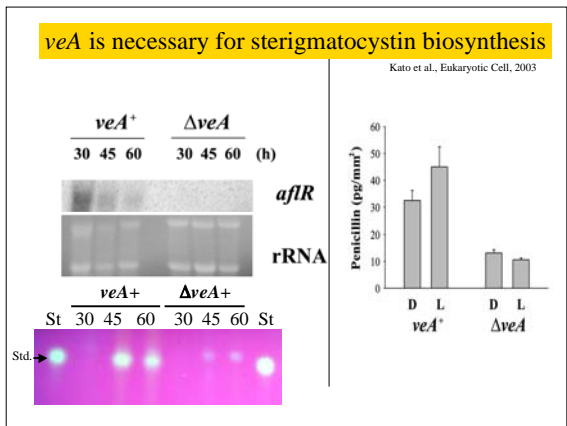 veA is necessary for sterigmatocystin biosynthesis
Kato et al., Eukaryotic Cell, 2003
veA+ ΔveA
30 45 60 30 45 60 (h)
aflR
rRNA
veA+ ΔveA+
St 30 45 60 30 45 60 St
Std.
60
50
40
30
20
10
0
Penicillin (pg/mm²)
D L D L
veA+ ΔveA